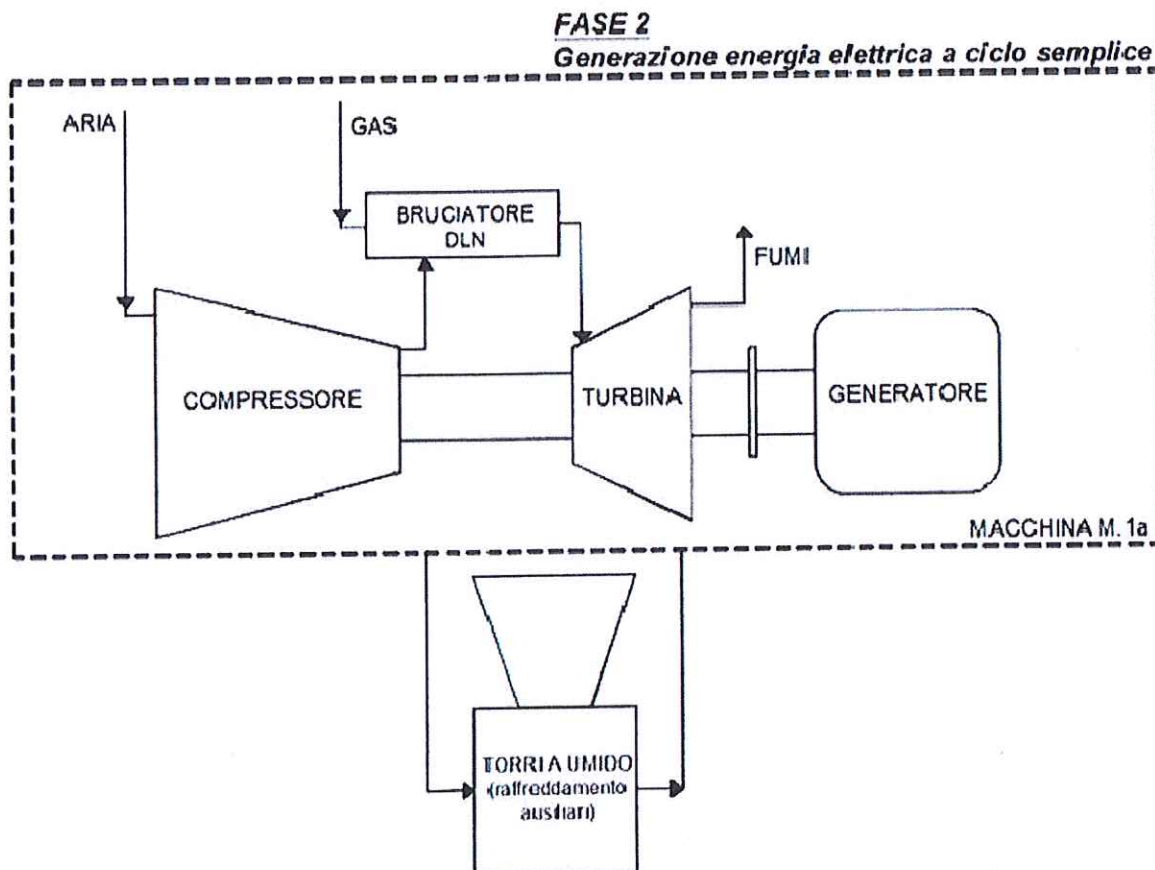 FASE 2
Generazione energia elettrica a ciclo semplice
ARIA
GAS
BRUCIATORE
DLN
FUMI
COMPRESSORE
TURBINA
GENERATORE
MACCHINA M. 1a
TORRI A UMIDO
(raffreddamento
ausiliari)